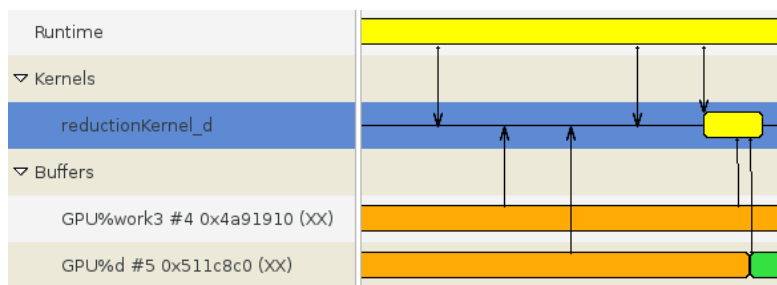 Runtime
Kernels
reductionKernel_d
Buffers
GPU%work3 #4 0x4a91910 (XX)
GPU%d #5 0x511c8c0 (XX)